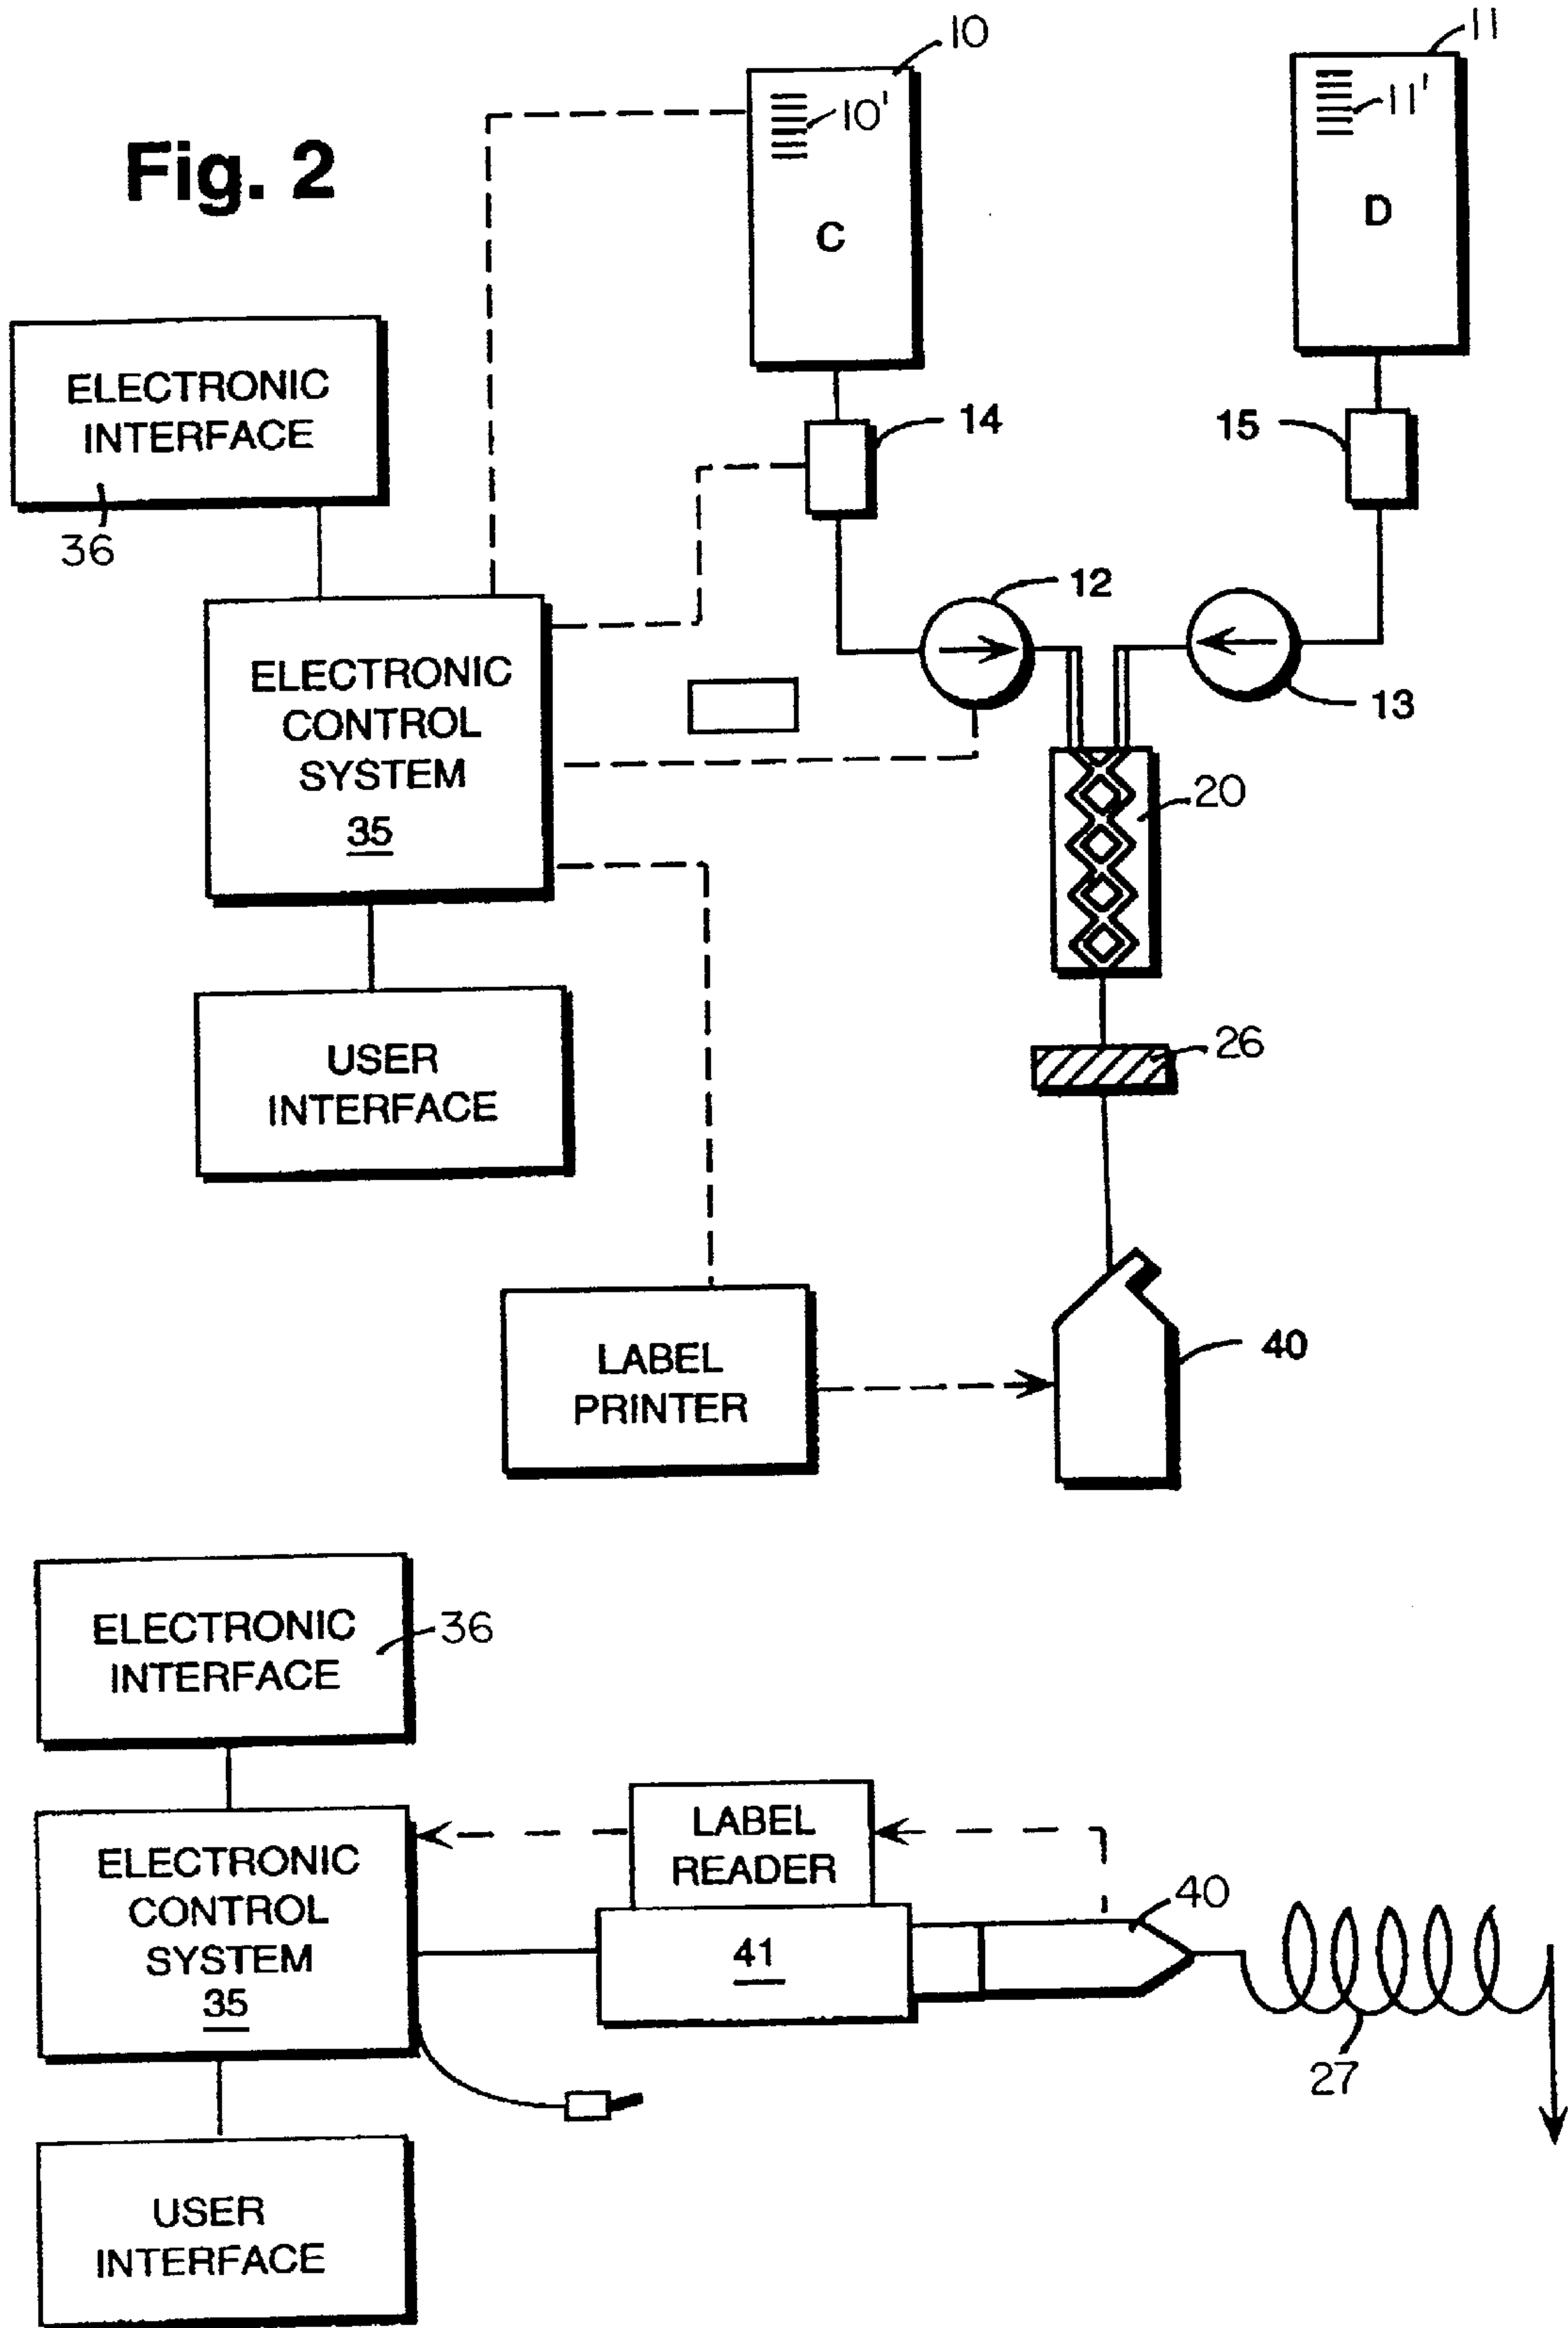 Fig. 2
10
11
10'
11'
C
D
ELECTRONIC
INTERFACE
36
14
15
12
13
ELECTRONIC
CONTROL
SYSTEM
35
20
USER
INTERFACE
26
LABEL
PRINTER
40
ELECTRONIC
INTERFACE
36
LABEL
READER
ELECTRONIC
CONTROL
SYSTEM
35
41
40
27
USER
INTERFACE